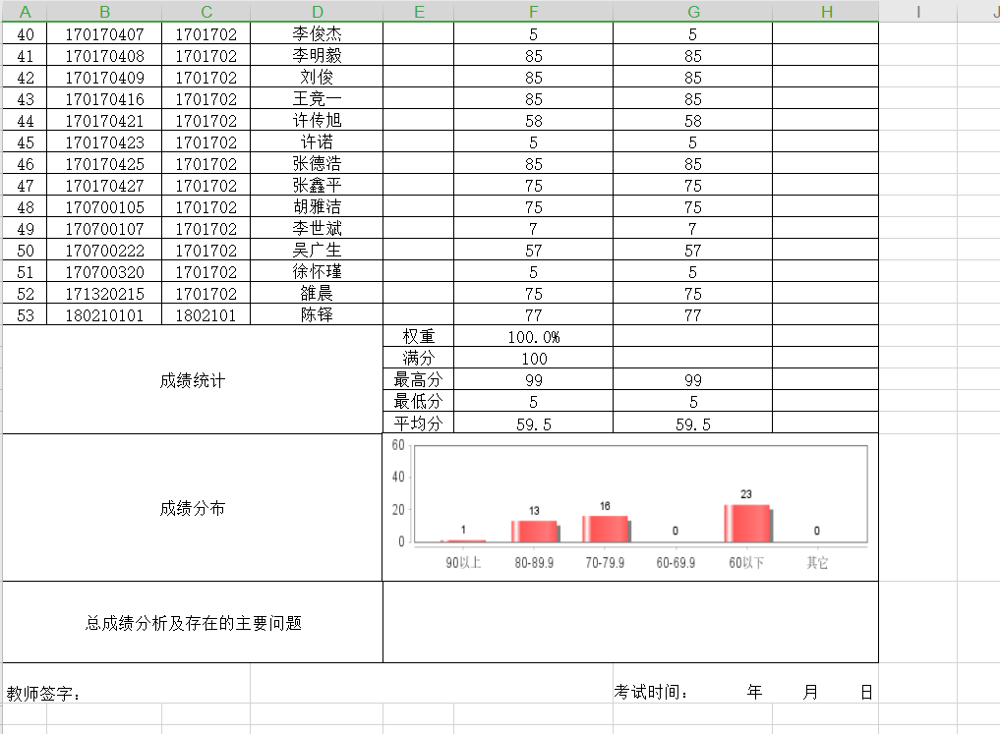 A B C D E F G H I J
40 170170407 1701702 李俊杰 5 5
41 170170408 1701702 李明毅 85 85
42 170170409 1701702 刘俊 85 85
43 170170416 1701702 王竞一 85 85
44 170170421 1701702 许传旭 58 58
45 170170423 1701702 许诺 5 5
46 170170425 1701702 张德浩 85 85
47 170170427 1701702 张鑫平 75 75
48 170700105 1701702 胡雅洁 75 75
49 170700107 1701702 李世斌 7 7
50 170700222 1701702 吴广生 57 57
51 170700320 1701702 徐怀瑾 5 5
52 171320215 1701702 雒晨 75 75
53 180210101 1802101 陈铎 77 77
成绩统计
权重 100.0%
满分 100
最高分 99 99
最低分 5 5
平均分 59.5 59.5
成绩分布
60
40
20
0
1 13 16 0 23 0
90以上 80-89.9 70-79.9 60-69.9 60以下 其它
总成绩分析及存在的主要问题
教师签字: 考试时间: 年 月 日